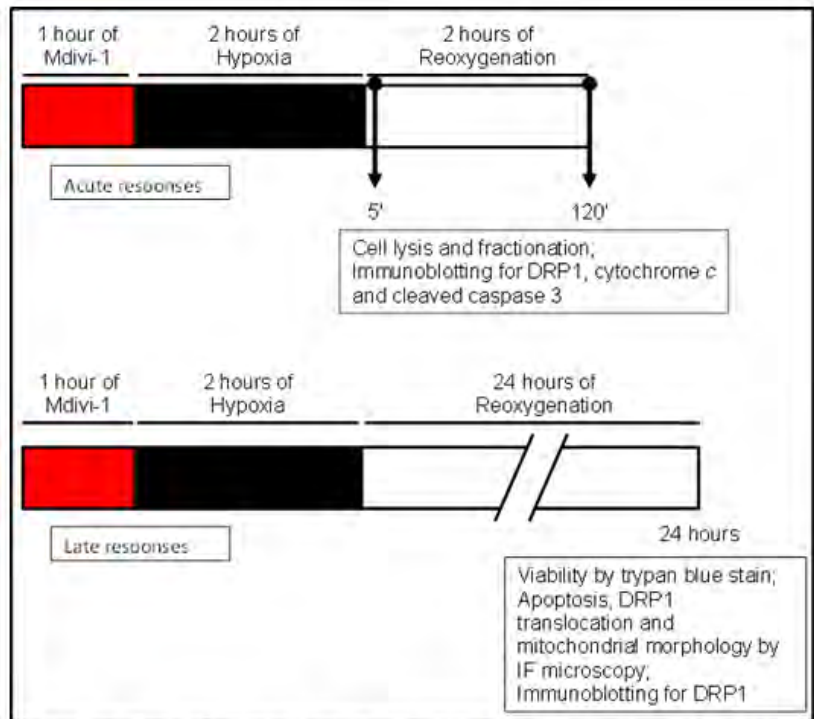 1 hour of
Mdivi-1
2 hours of
Hypoxia
2 hours of
Reoxygenation
Acute responses
5'
120'
Cell lysis and fractionation;
Immunoblotting for DRP1, cytochrome c
and cleaved caspase 3
1 hour of
Mdivi-1
2 hours of
Hypoxia
24 hours of
Reoxygenation
Late responses
24 hours
Viability by trypan blue stain;
Apoptosis, DRP1
translocation and
mitochondrial morphology by
IF microscopy;
Immunoblotting for DRP1